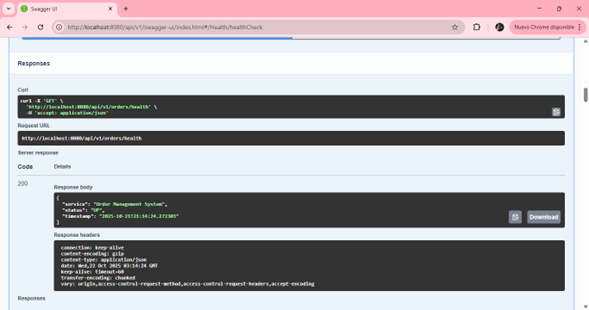 Swagger UI
http://localhost:8080/api/v1/swagger-ui/index.html#/Health/healthCheck
Nuevo Chrome disponible
Responses
Curl
curl -X 'GET' \
'http://localhost:8080/api/v1/orders/health' \
-H 'accept: application/json'
Request URL
http://localhost:8080/api/v1/orders/health
Server response
Code Details
200
Response body
{
"service": "Order Management System",
"status": "UP",
"timestamp": "2025-10-21T21:14:24.272303"
}
Download
Response headers
connection: keep-alive
content-encoding: gzip
content-type: application/json
date: Wed,22 Oct 2025 03:14:24 GMT
keep-alive: timeout=60
transfer-encoding: chunked
vary: origin,access-control-request-method,access-control-request-headers,accept-encoding
Responses